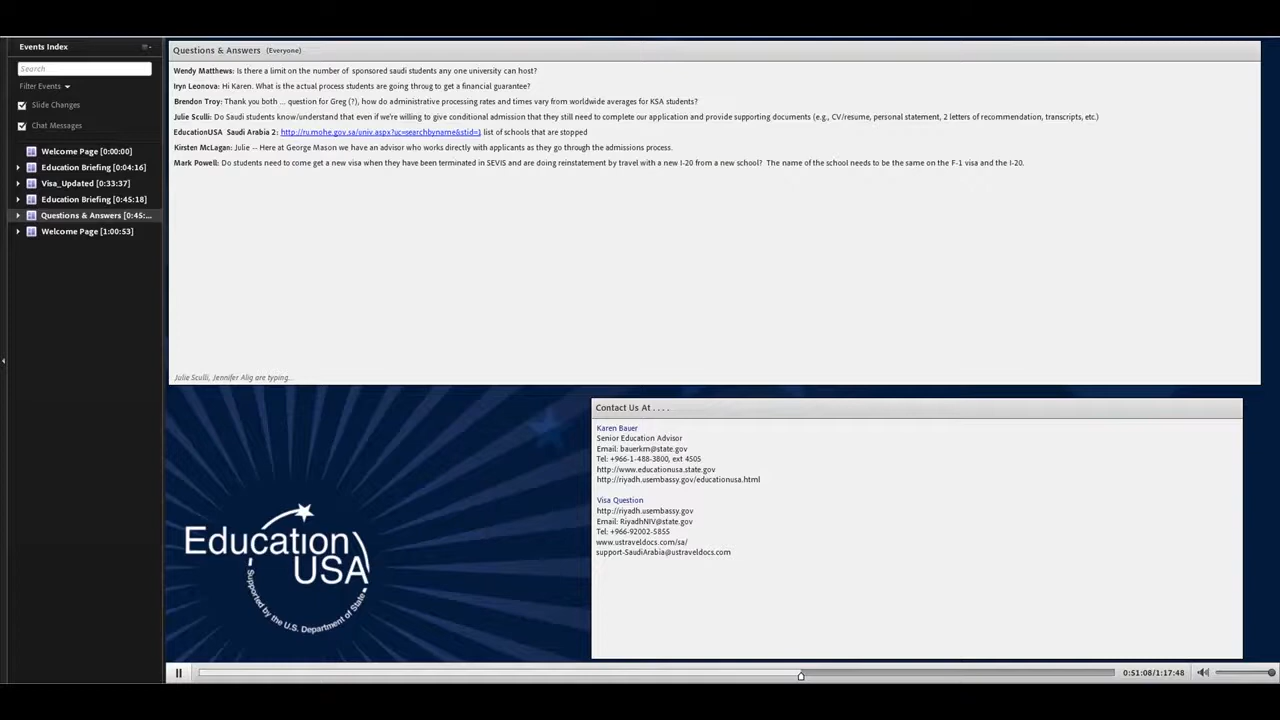 Events Index
Search
Filter Events
Slide Changes
Chat Messages
Welcome Page [0:00:00]
Education Briefing [0:04:16]
Visa_Updated [0:33:37]
Education Briefing [0:45:18]
Questions & Answers [0:45:...
Welcome Page [1:00:53]
Questions & Answers (Everyone)
Wendy Matthews: Is there a limit on the number of sponsored saudi students any one university can host?
Iryn Leonova: Hi Karen. What is the actual process students are going throug to get a financial guarantee?
Brendon Troy: Thank you both ... question for Greg (?), how do administrative processing rates and times vary from worldwide averages for KSA students?
Julie Sculli: Do Saudi students know/understand that even if we're willing to give conditional admission that they still need to complete our application and provide supporting documents (e.g., CV/resume, personal statement, 2 letters of recommendation, transcripts, etc.)
EducationUSA Saudi Arabia 2: http://ru.mohe.gov.sa/univ.aspx?uc=searchbyname&stid=1 list of schools that are stopped
Kirsten McLagan: Julie -- Here at George Mason we have an advisor who works directly with applicants as they go through the admissions process.
Mark Powell: Do students need to come get a new visa when they have been terminated in SEVIS and are doing reinstatement by travel with a new I-20 from a new school? The name of the school needs to be the same on the F-1 visa and the I-20.
Julie Sculli, Jennifer Alig are typing...
Education
USA
Supported by the U.S. Department of State
Contact Us At . . . .
Karen Bauer
Senior Education Advisor
Email: bauerkm@state.gov
Tel: +966-1-488-3800, ext 4505
http://www.educationusa.state.gov
http://riyadh.usembassy.gov/educationusa.html
Visa Question
http://riyadh.usembassy.gov
Email: RiyadhNIV@state.gov
Tel: +966-92002-5855
www.ustraveldocs.com/sa/
support-SaudiArabia@ustraveldocs.com
0:51:08/1:17:48